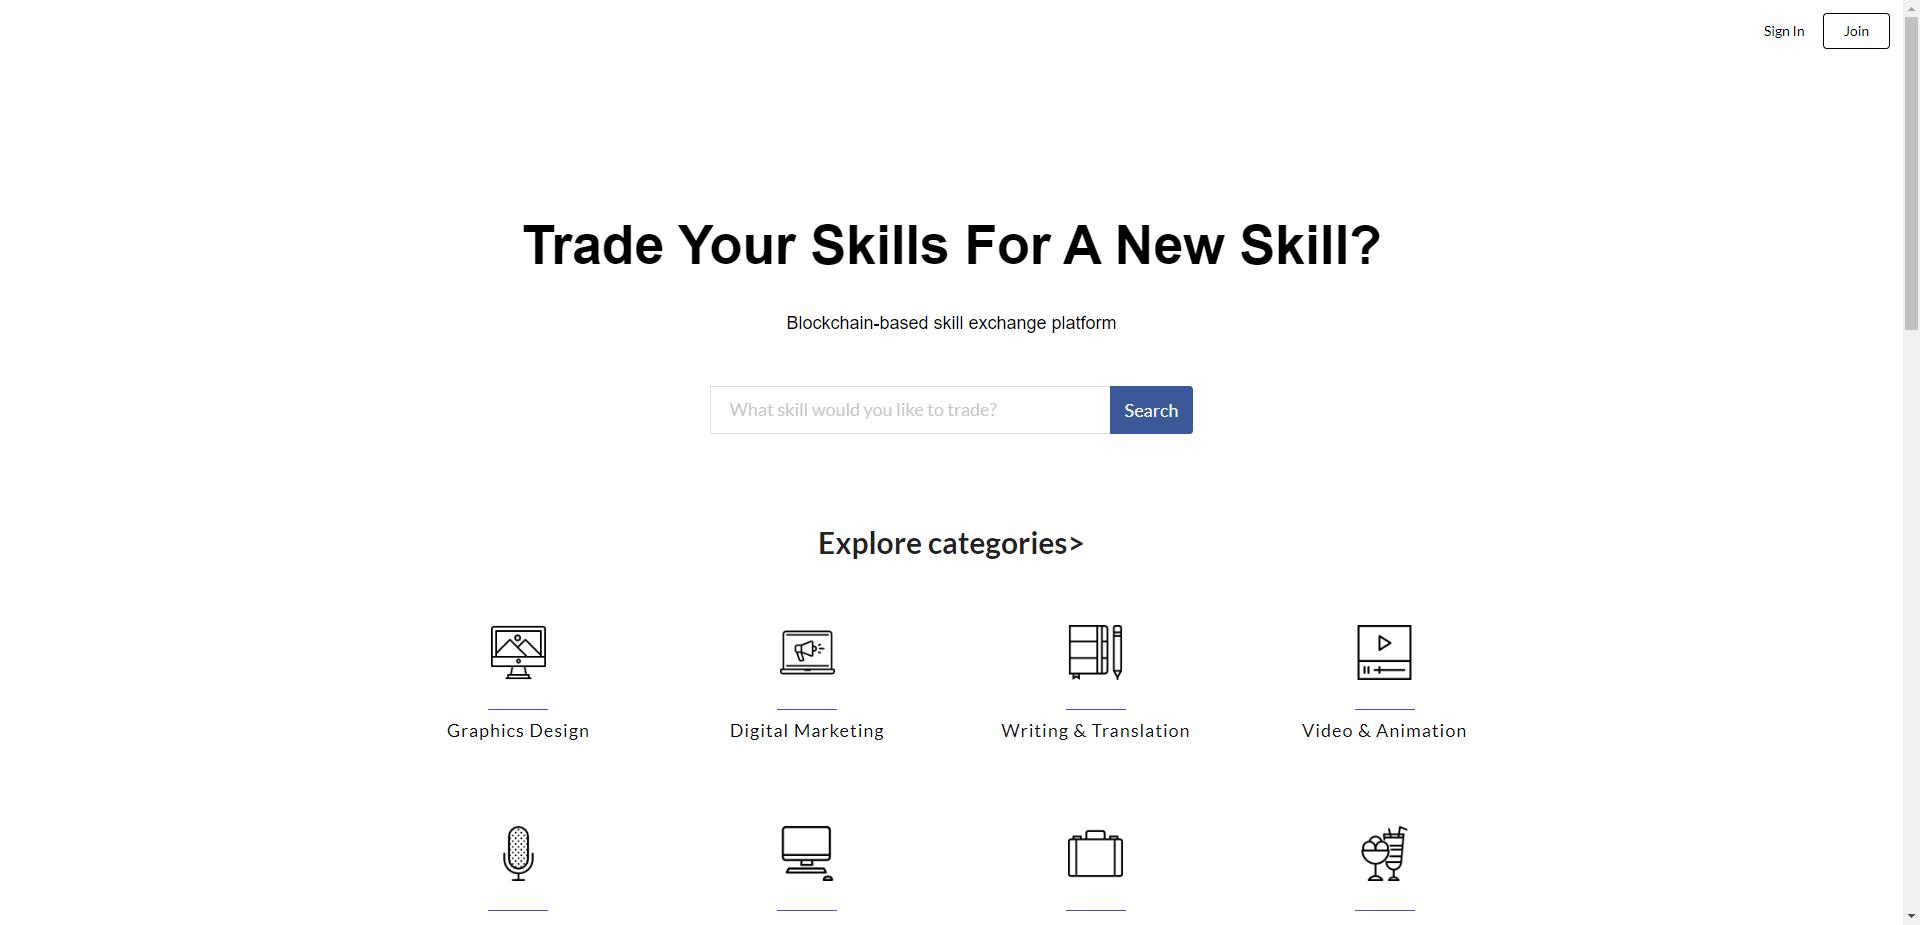 Sign In
Join
Trade Your Skills For A New Skill?
Blockchain-based skill exchange platform
What skill would you like to trade?
Search
Explore categories>
Graphics Design
Digital Marketing
Writing & Translation
Video & Animation